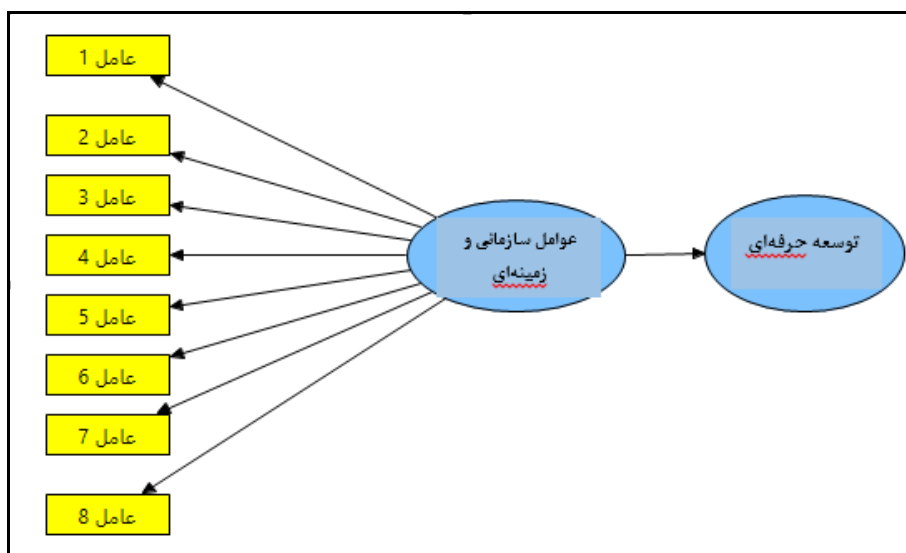 عامل 1
عامل 2
عامل 3
عامل 4
عامل 5
عامل 6
عامل 7
عامل 8
عوامل سازمانی و
زمینه‌ای
توسعه حرفه‌ای